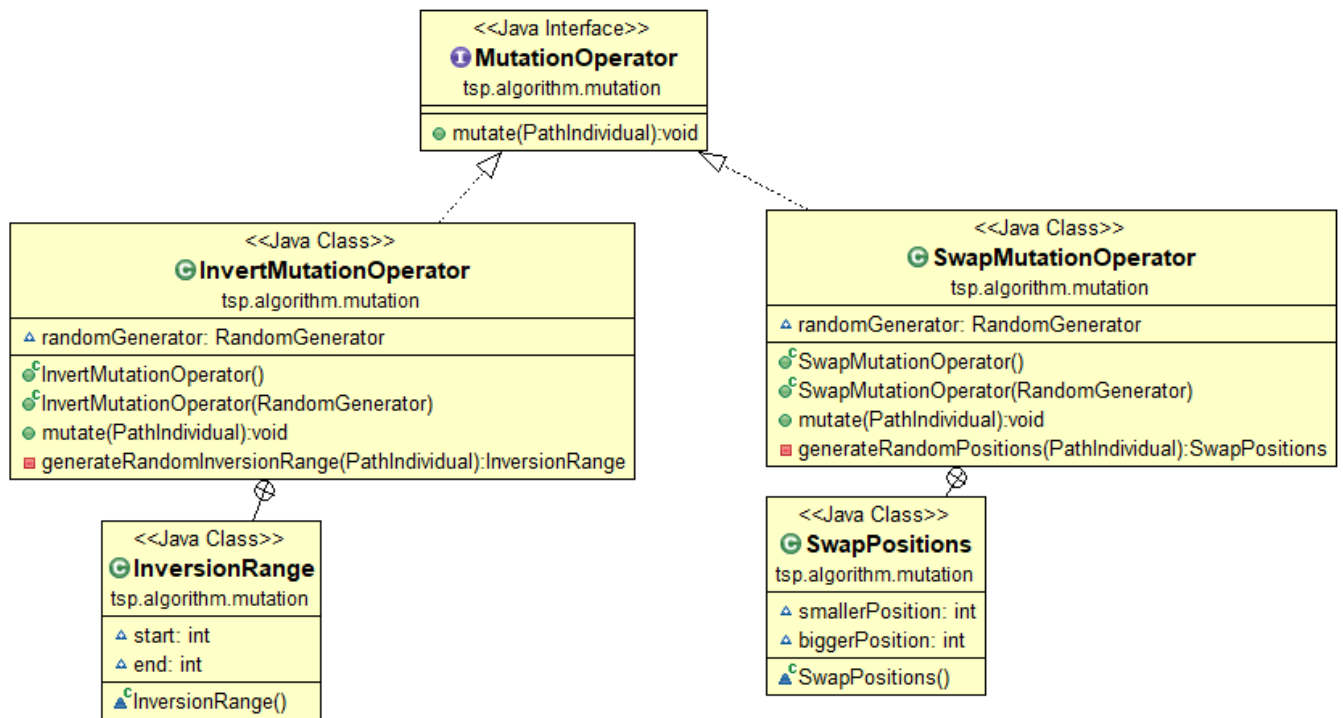 <<Java Interface>>
MutationOperator
tsp.algorithm.mutation
mutate(PathIndividual):void
<<Java Class>>
InvertMutationOperator
tsp.algorithm.mutation
randomGenerator: RandomGenerator
InvertMutationOperator()
InvertMutationOperator(RandomGenerator)
mutate(PathIndividual):void
generateRandomInversionRange(PathIndividual):InversionRange
<<Java Class>>
SwapMutationOperator
tsp.algorithm.mutation
randomGenerator: RandomGenerator
SwapMutationOperator()
SwapMutationOperator(RandomGenerator)
mutate(PathIndividual):void
generateRandomPositions(PathIndividual):SwapPositions
<<Java Class>>
InversionRange
tsp.algorithm.mutation
start: int
end: int
InversionRange()
<<Java Class>>
SwapPositions
tsp.algorithm.mutation
smallerPosition: int
biggerPosition: int
SwapPositions()